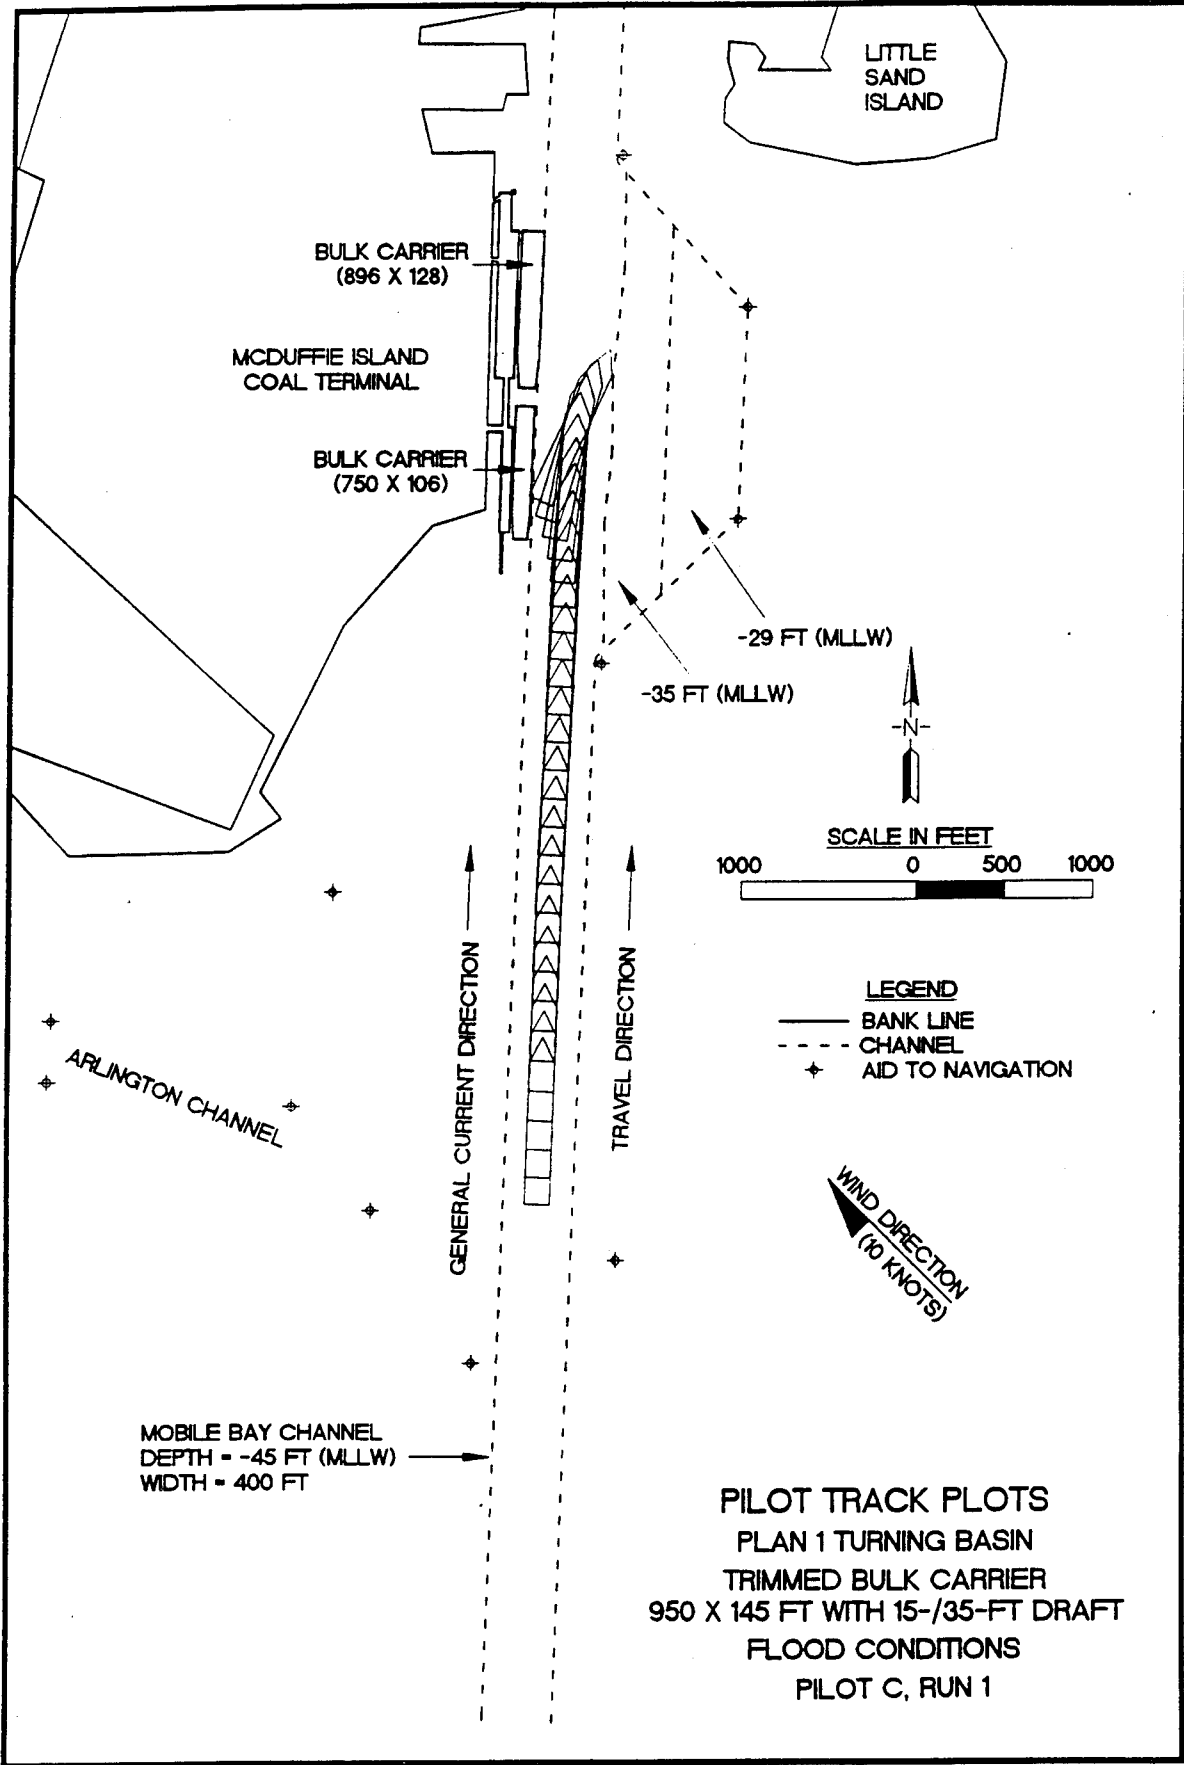 LITTLE
SAND
ISLAND
BULK CARRIER
(896 X 128)
MCDUFFIE ISLAND
COAL TERMINAL
BULK CARRIER
(750 X 106)
-29 FT (MLLW)
-35 FT (MLLW)
-N-
SCALE IN FEET
1000 0 500 1000
GENERAL CURRENT DIRECTION
TRAVEL DIRECTION
LEGEND
BANK LINE
CHANNEL
AID TO NAVIGATION
ARLINGTON CHANNEL
WIND DIRECTION
(10 KNOTS)
MOBILE BAY CHANNEL
DEPTH = -45 FT (MLLW)
WIDTH = 400 FT
PILOT TRACK PLOTS
PLAN 1 TURNING BASIN
TRIMMED BULK CARRIER
950 X 145 FT WITH 15-/35-FT DRAFT
FLOOD CONDITIONS
PILOT C, RUN 1